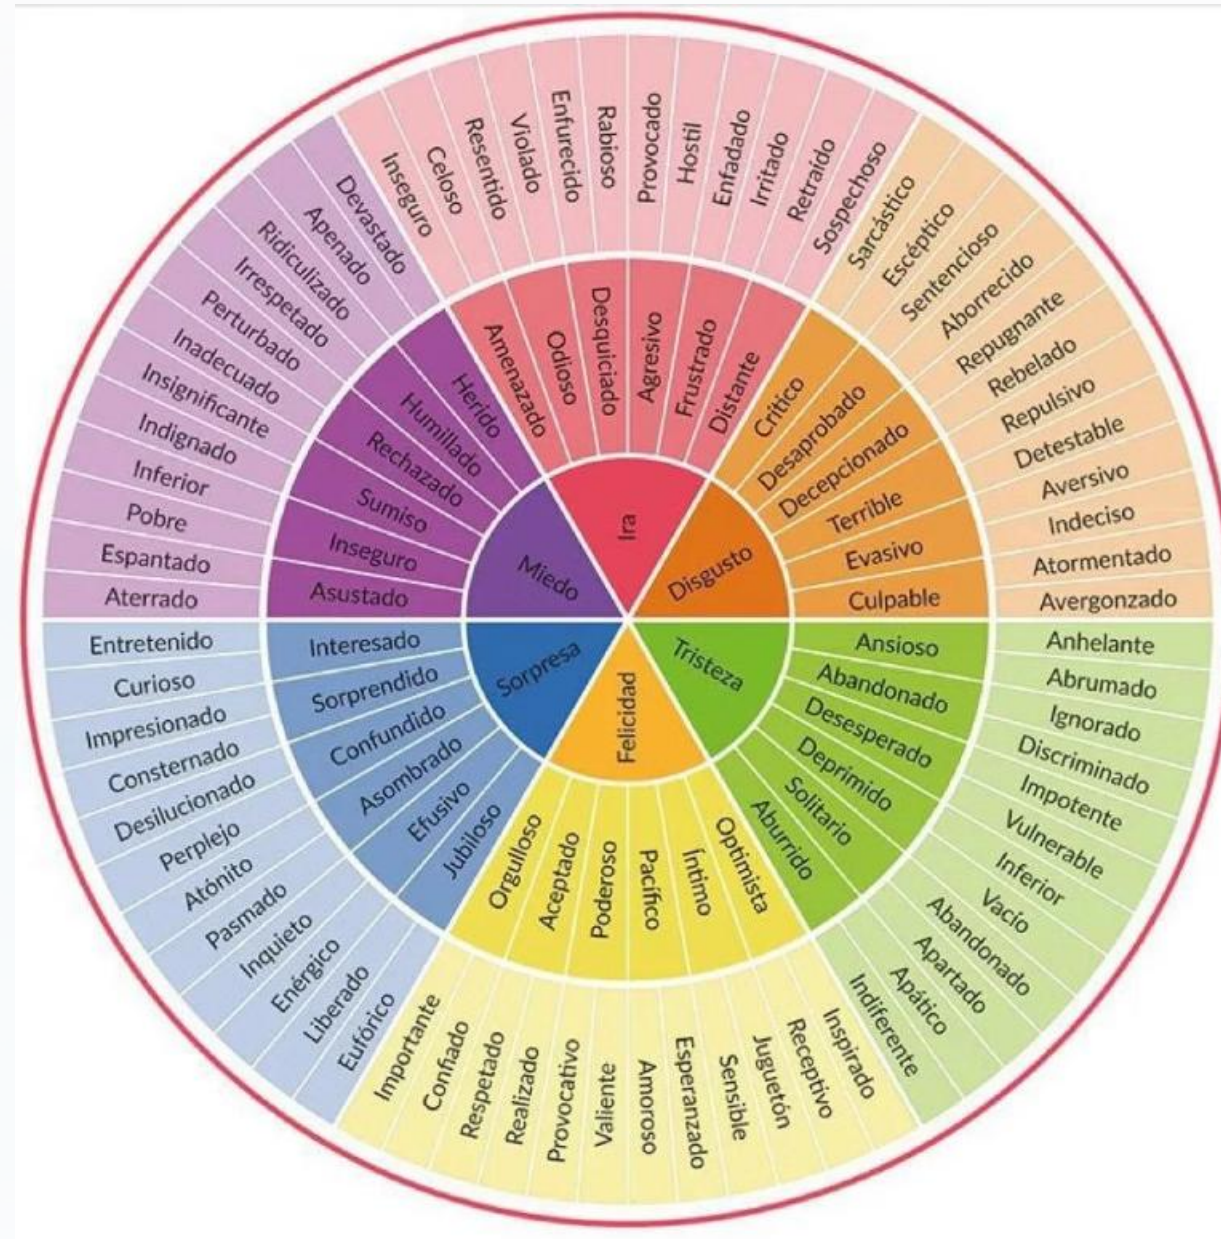 Ira
Disgusto
Tristeza
Felicidad
Sorpresa
Miedo
Amenazado
Odioso
Desquiciado
Agresivo
Frustrado
Distante
Crítico
Desaprobado
Decepcionado
Terrible
Evasivo
Culpable
Ansioso
Abandonado
Desesperado
Deprimido
Solitario
Aburrido
Optimista
Íntimo
Pacífico
Poderoso
Aceptado
Orgulloso
Jubiloso
Efusivo
Asombrado
Confundido
Sorprendido
Interesado
Asustado
Inseguro
Sumiso
Rechazado
Humillado
Herido
Inseguro
Celoso
Resentido
Violado
Enfurecido
Rabioso
Provocado
Hostil
Enfadado
Irritado
Retraído
Sospechoso
Sarcástico
Escéptico
Sentencioso
Aborrecido
Repugnante
Rebelado
Repulsivo
Detestable
Aversivo
Indeciso
Atormentado
Avergonzado
Anhelante
Abrumado
Ignorado
Discriminado
Impotente
Vulnerable
Inferior
Vacío
Abandonado
Apartado
Apático
Indiferente
Inspirado
Receptivo
Juguetón
Sensible
Esperanzado
Amoroso
Valiente
Provocativo
Realizado
Respetado
Confiado
Importante
Eufórico
Liberado
Enérgico
Inquieto
Pasmado
Atónito
Perplejo
Desilucionado
Consternado
Impresionado
Curioso
Entretenido
Aterrado
Espantado
Pobre
Inferior
Indignado
Insignificante
Inadecuado
Perturbado
Irrespetado
Ridiculizado
Apenado
Devastado